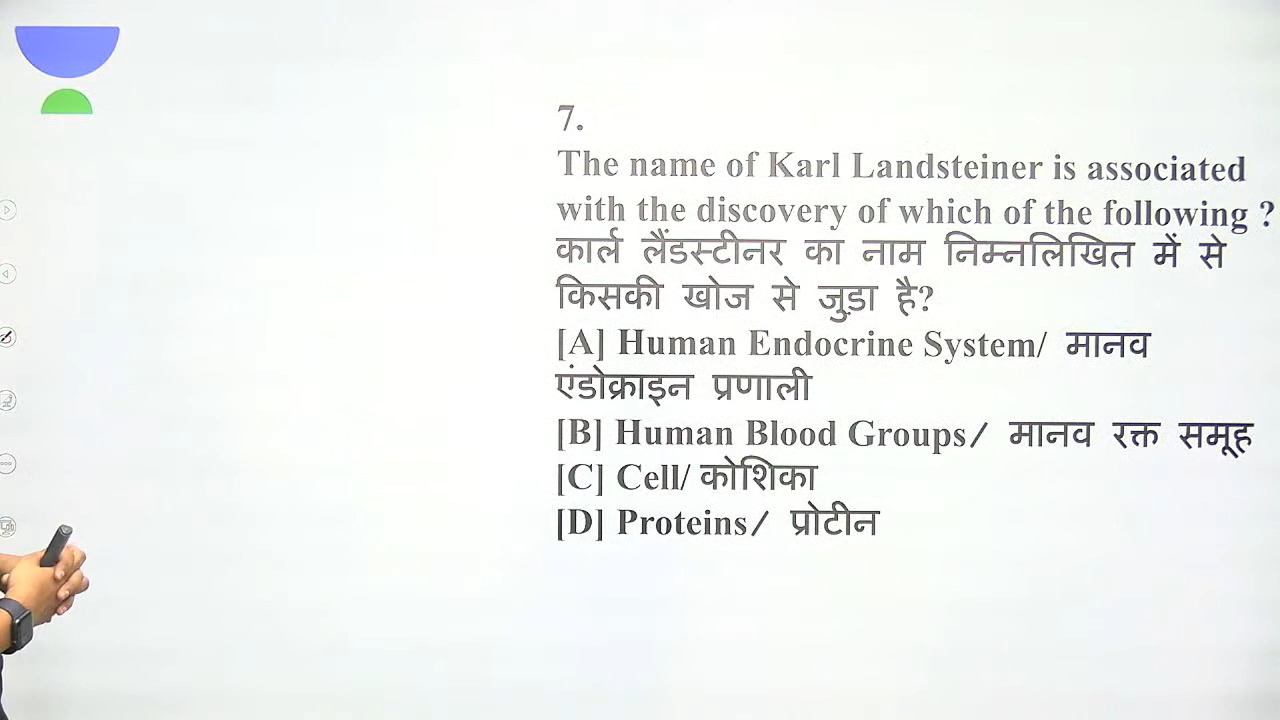 7.
The name of Karl Landsteiner is associated
with the discovery of which of the following ?
कार्ल लैंडस्टीनर का नाम निम्नलिखित में से
किसकी खोज से जुड़ा है?
[A] Human Endocrine System/ मानव
एंडोक्राइन प्रणाली
[B] Human Blood Groups/ मानव रक्त समूह
[C] Cell/ कोशिका
[D] Proteins/ प्रोटीन